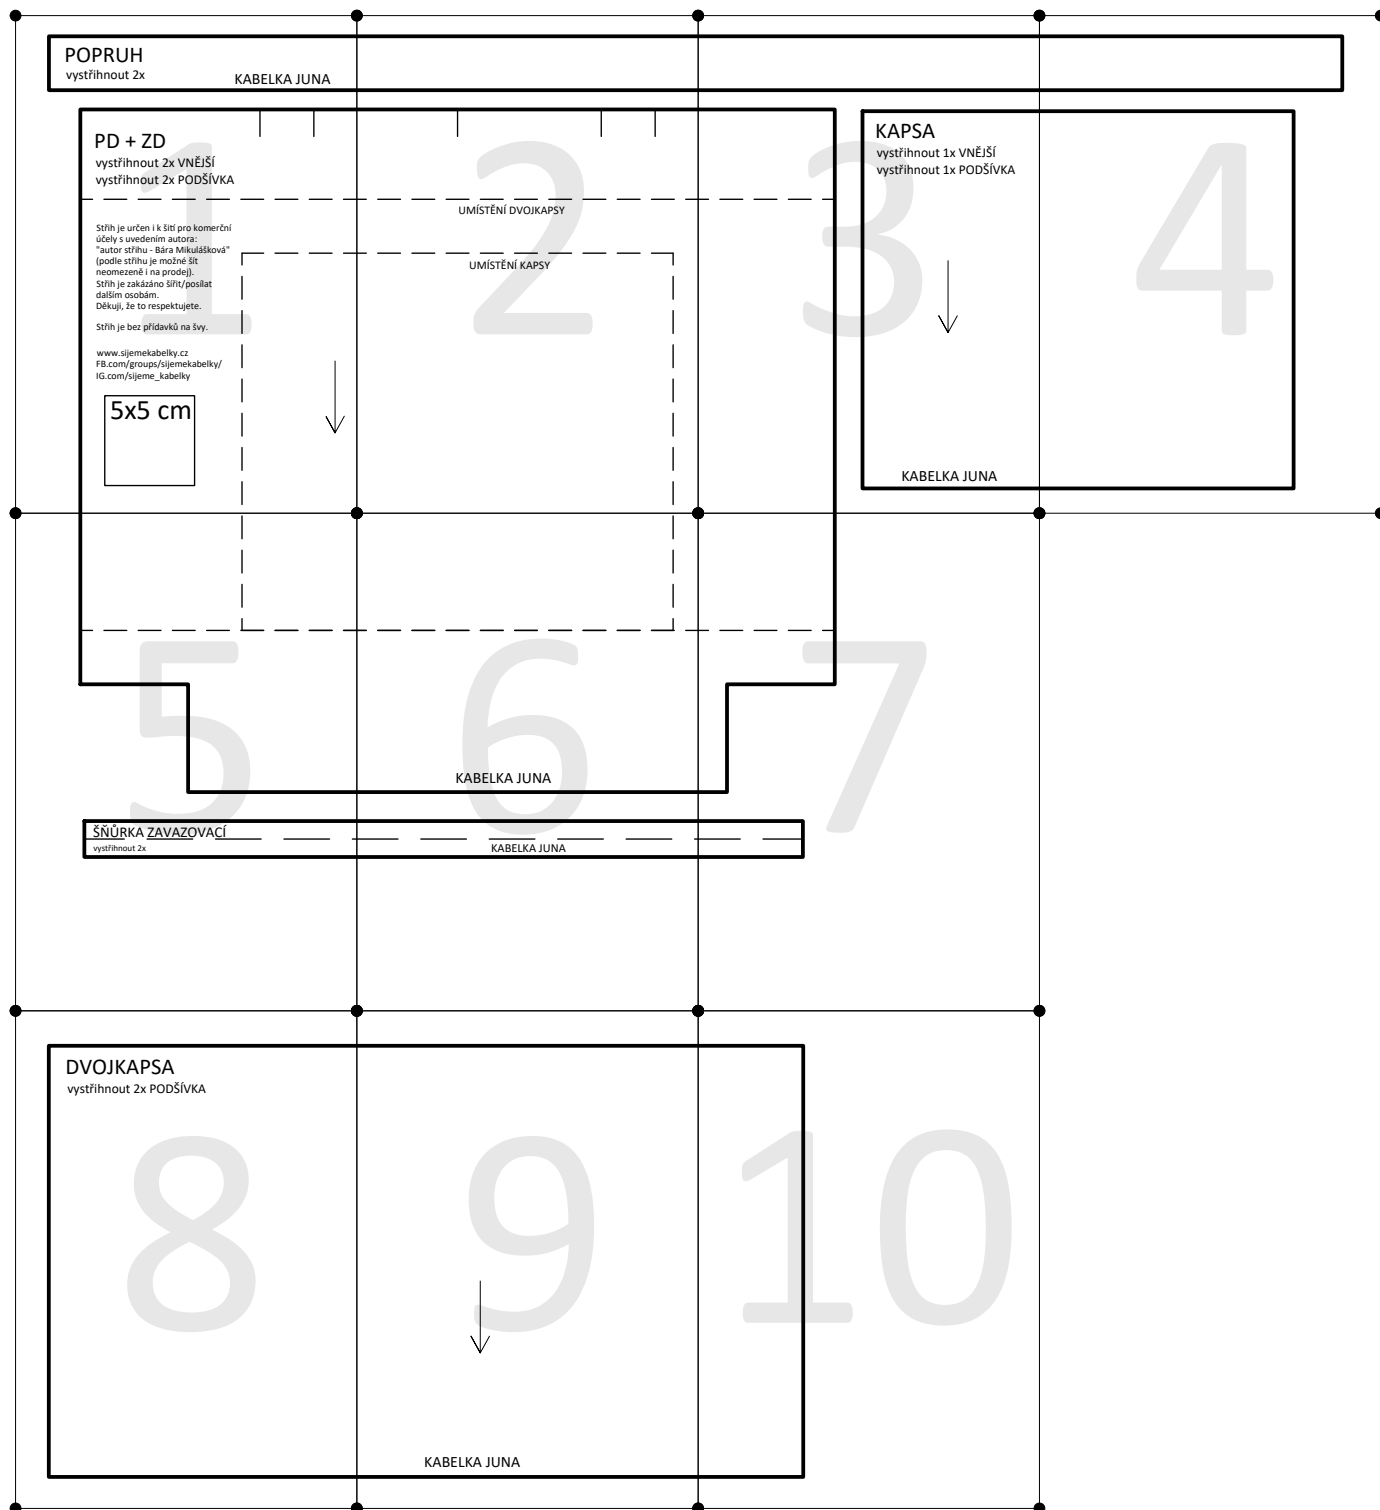 POPRUH
vystřihnout 2x
KABELKA JUNA
PD + ZD
vystřihnout 2x VNĚJŠÍ
vystřihnout 2x PODŠÍVKA
1
2
3
4
KAPSA
vystřihnout 1x VNĚJŠÍ
vystřihnout 1x PODŠÍVKA
UMÍSTĚNÍ DVOJKAPSY
Střih je určen i k šití pro komerční
účely s uvedením autora:
"autor střihu - Bára Mikulášková"
(podle střihu je možné šít
neomezeně i na prodej).
Střih je zakázáno šířit/posílat
dalším osobám.
Děkuji, že to respektujete.
Střih je bez přídavků na švy.
www.sijemekabelky.cz
FB.com/groups/sijemekabelky/
IG.com/sijeme_kabelky
UMÍSTĚNÍ KAPSY
5x5 cm
KABELKA JUNA
5
6
7
KABELKA JUNA
ŠŇŮRKA ZAVAZOVACÍ
vystřihnout 2x
KABELKA JUNA
DVOJKAPSA
vystřihnout 2x PODŠÍVKA
8
9
10
KABELKA JUNA